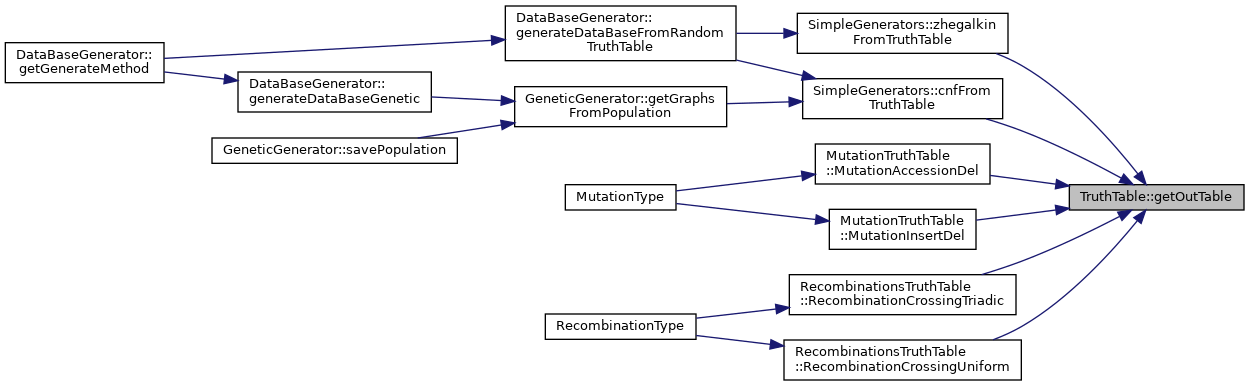 DataBaseGenerator::
getGenerateMethod
DataBaseGenerator::
generateDataBaseFromRandom
TruthTable
DataBaseGenerator::
generateDataBaseGenetic
GeneticGenerator::savePopulation
GeneticGenerator::getGraphs
FromPopulation
SimpleGenerators::zhegalkin
FromTruthTable
SimpleGenerators::cnfFrom
TruthTable
MutationType
MutationTruthTable
::MutationAccessionDel
MutationTruthTable
::MutationInsertDel
TruthTable::getOutTable
RecombinationType
RecombinationsTruthTable
::RecombinationCrossingTriadic
RecombinationsTruthTable
::RecombinationCrossingUniform